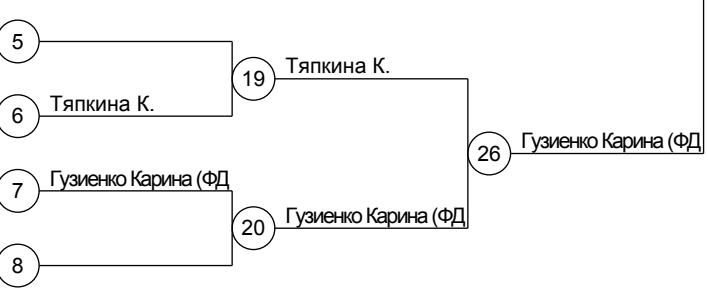 5
19 Тяпкина К.
6 Тяпкина К.
26 Гузиенко Карина (ФД
7 Гузиенко Карина (ФД
20 Гузиенко Карина (ФД
8